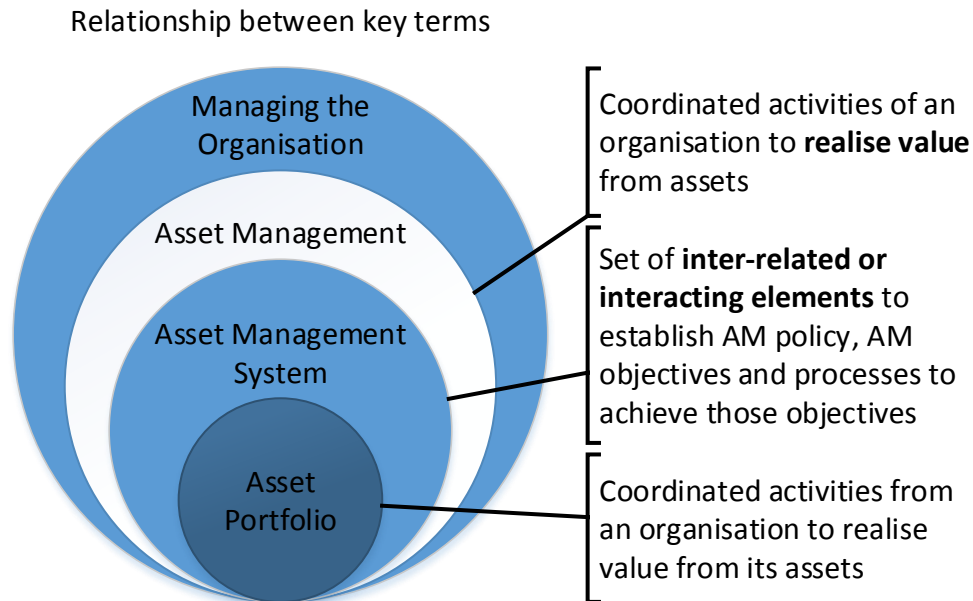 Relationship between key terms
Managing the
Organisation
Asset Management
Asset Management
System
Asset
Portfolio
Coordinated activities of an
organisation to realise value
from assets
Set of inter-related or
interacting elements to
establish AM policy, AM
objectives and processes to
achieve those objectives
Coordinated activities from
an organisation to realise
value from its assets